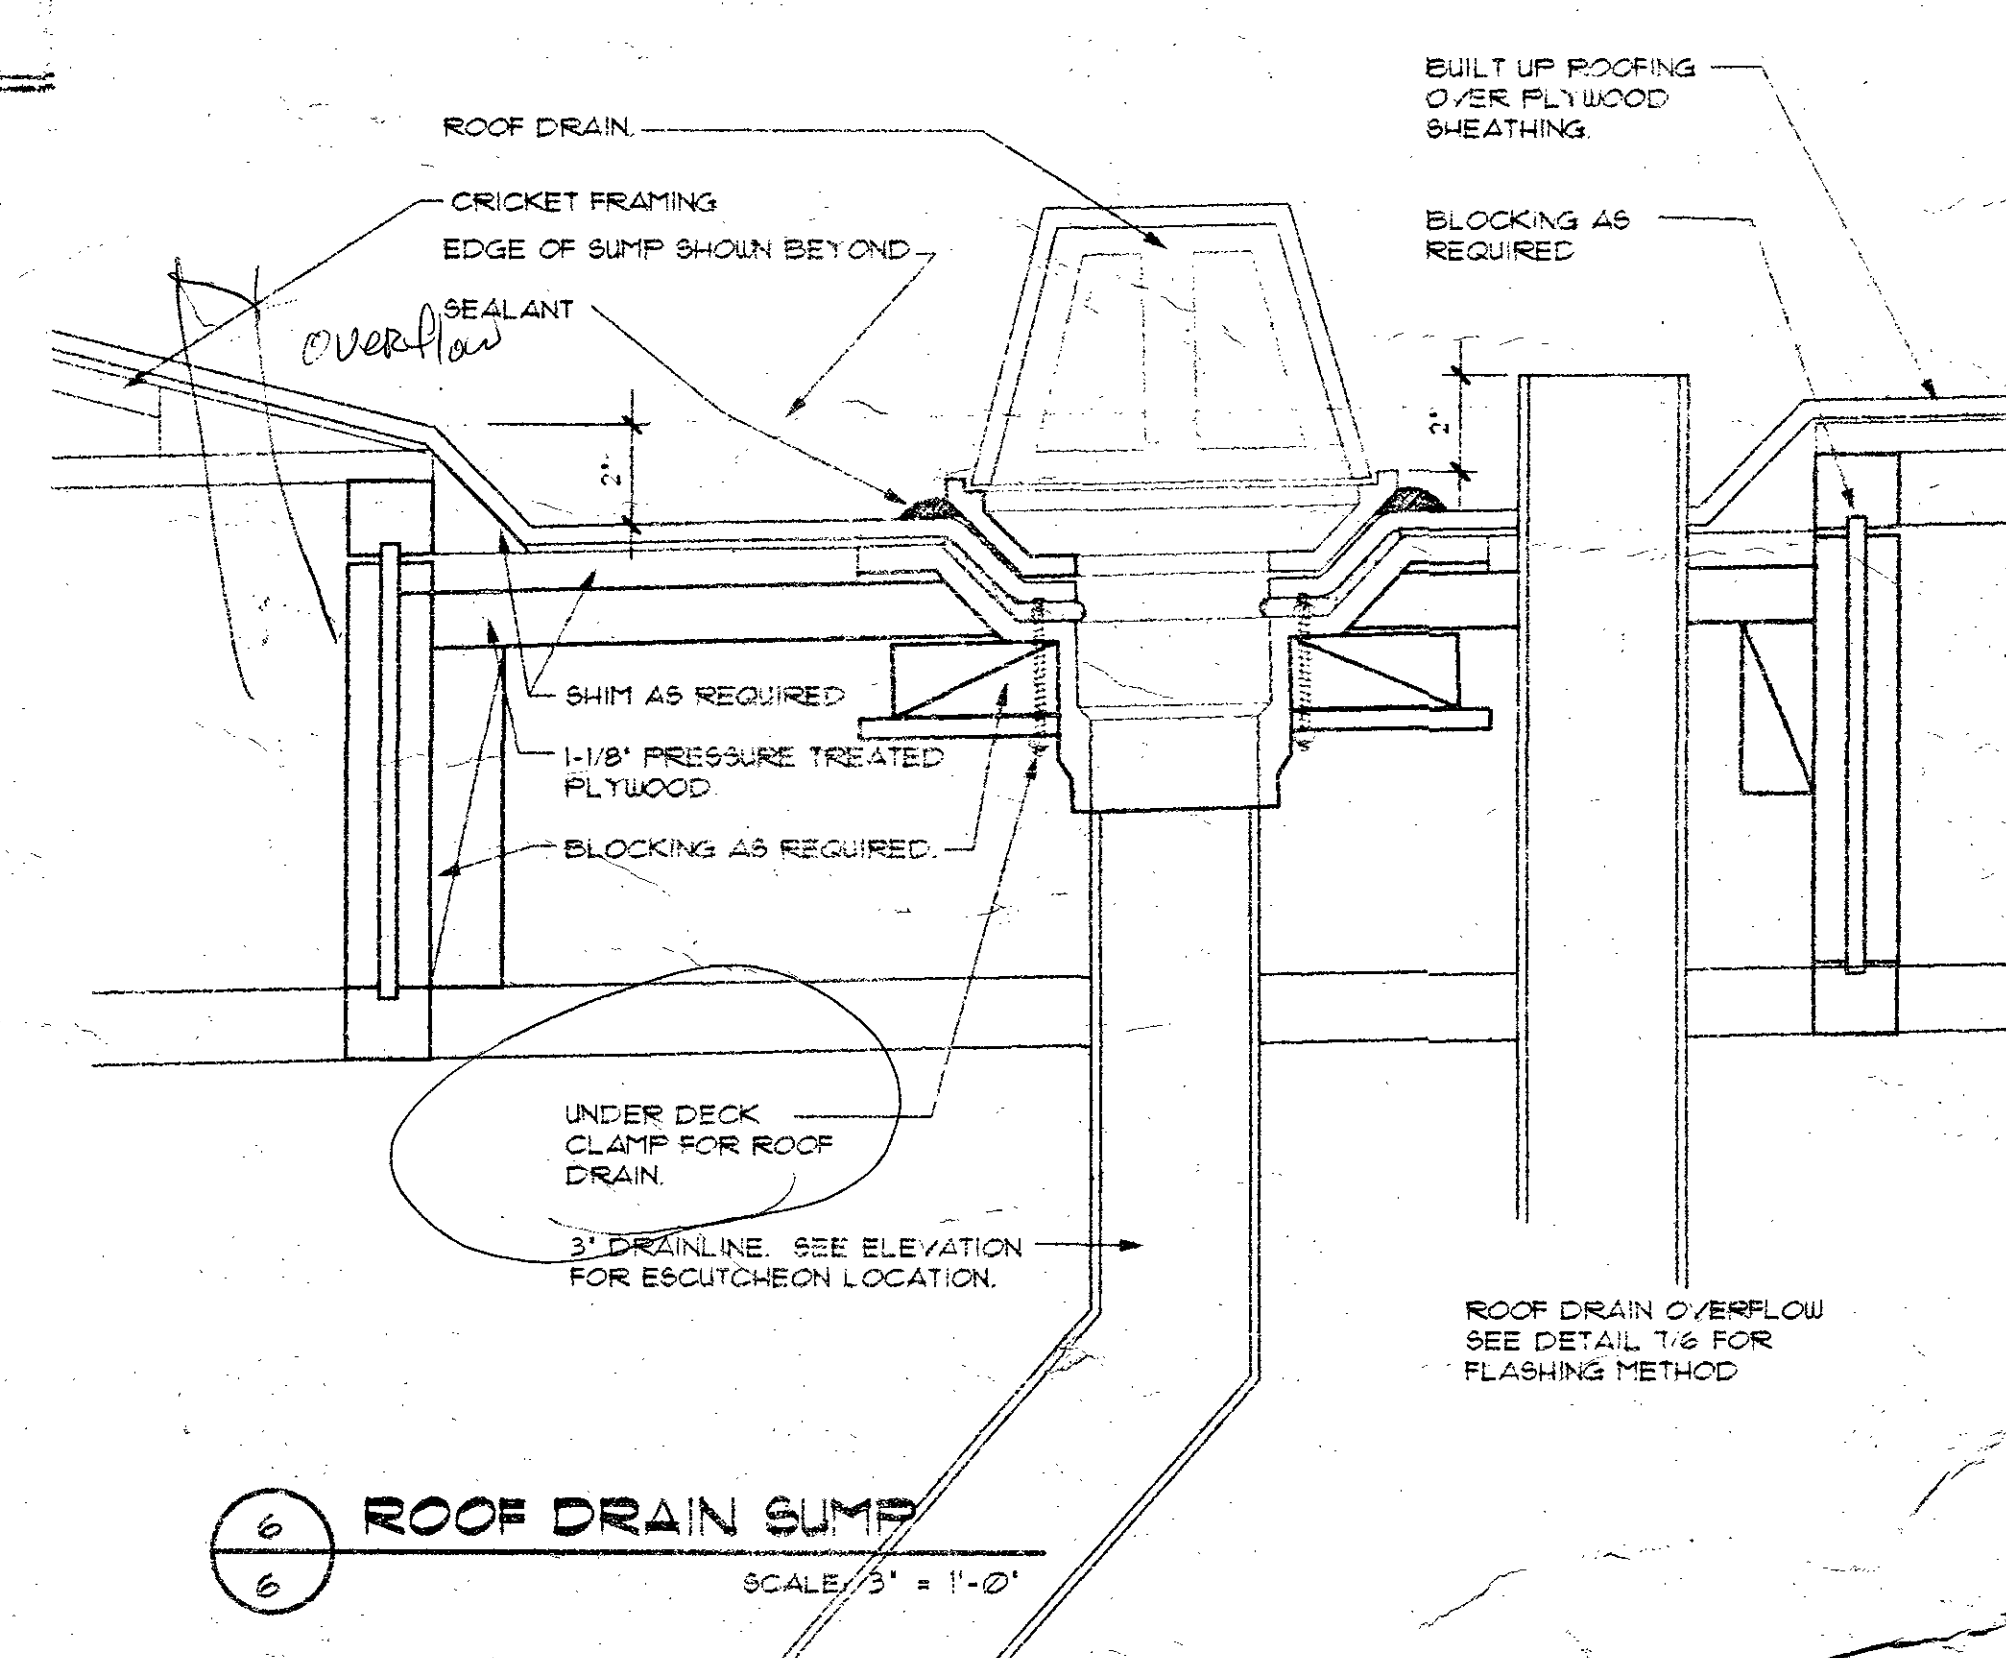 BUILT UP ROOFING
OVER PLYWOOD
SHEATHING.
ROOF DRAIN.
CRICKET FRAMING
BLOCKING AS
REQUIRED
EDGE OF SUMP SHOWN BEYOND
SEALANT
overflow
2"
2"
SHIM AS REQUIRED
1-1/8" PRESSURE TREATED
PLYWOOD.
BLOCKING AS REQUIRED.
UNDER DECK
CLAMP FOR ROOF
DRAIN.
3" DRAINLINE. SEE ELEVATION
FOR ESCUTCHEON LOCATION.
ROOF DRAIN OVERFLOW
SEE DETAIL 7/6 FOR
FLASHING METHOD
6
6
ROOF DRAIN SUMP
SCALE: 3" = 1'-0"